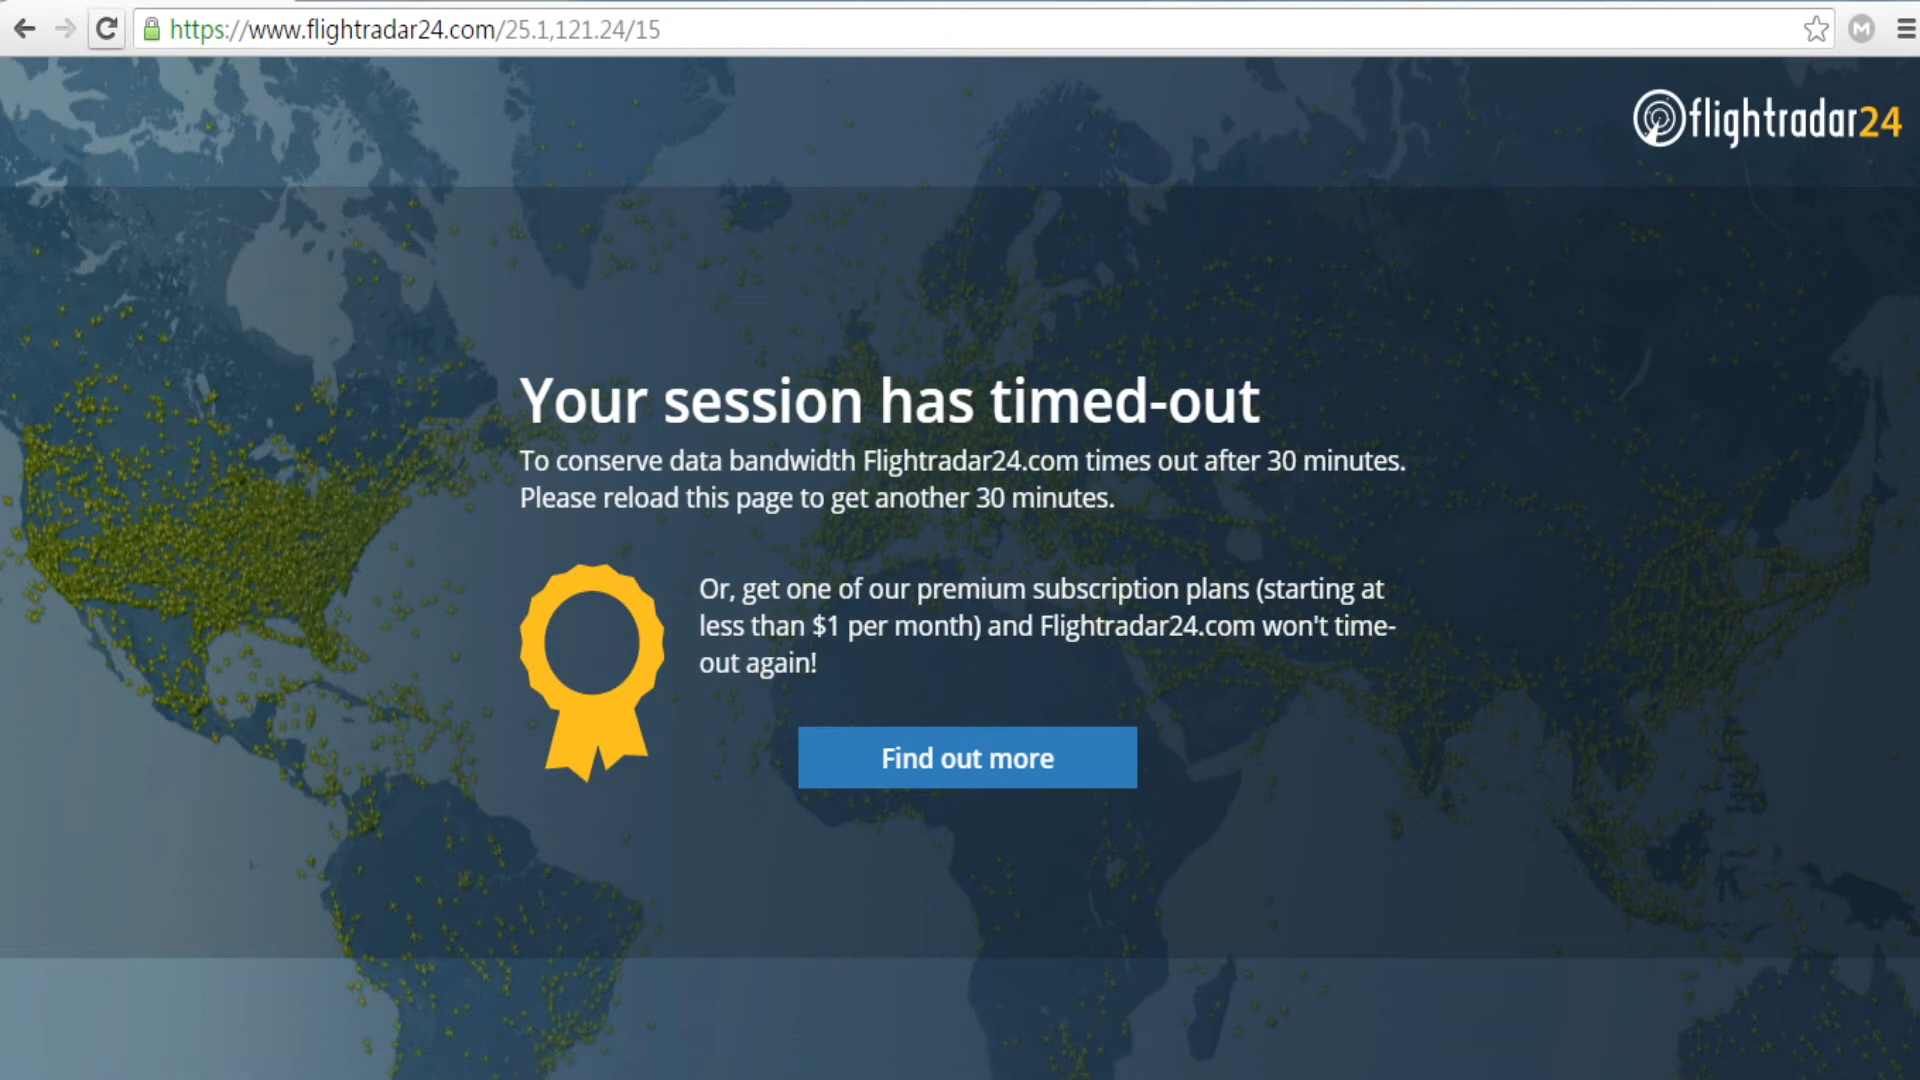 https://www.flightradar24.com/25.1,121.24/15
M
flightradar24
Your session has timed-out
To conserve data bandwidth Flightradar24.com times out after 30 minutes.
Please reload this page to get another 30 minutes.
Or, get one of our premium subscription plans (starting at
less than $1 per month) and Flightradar24.com won't time-
out again!
Find out more